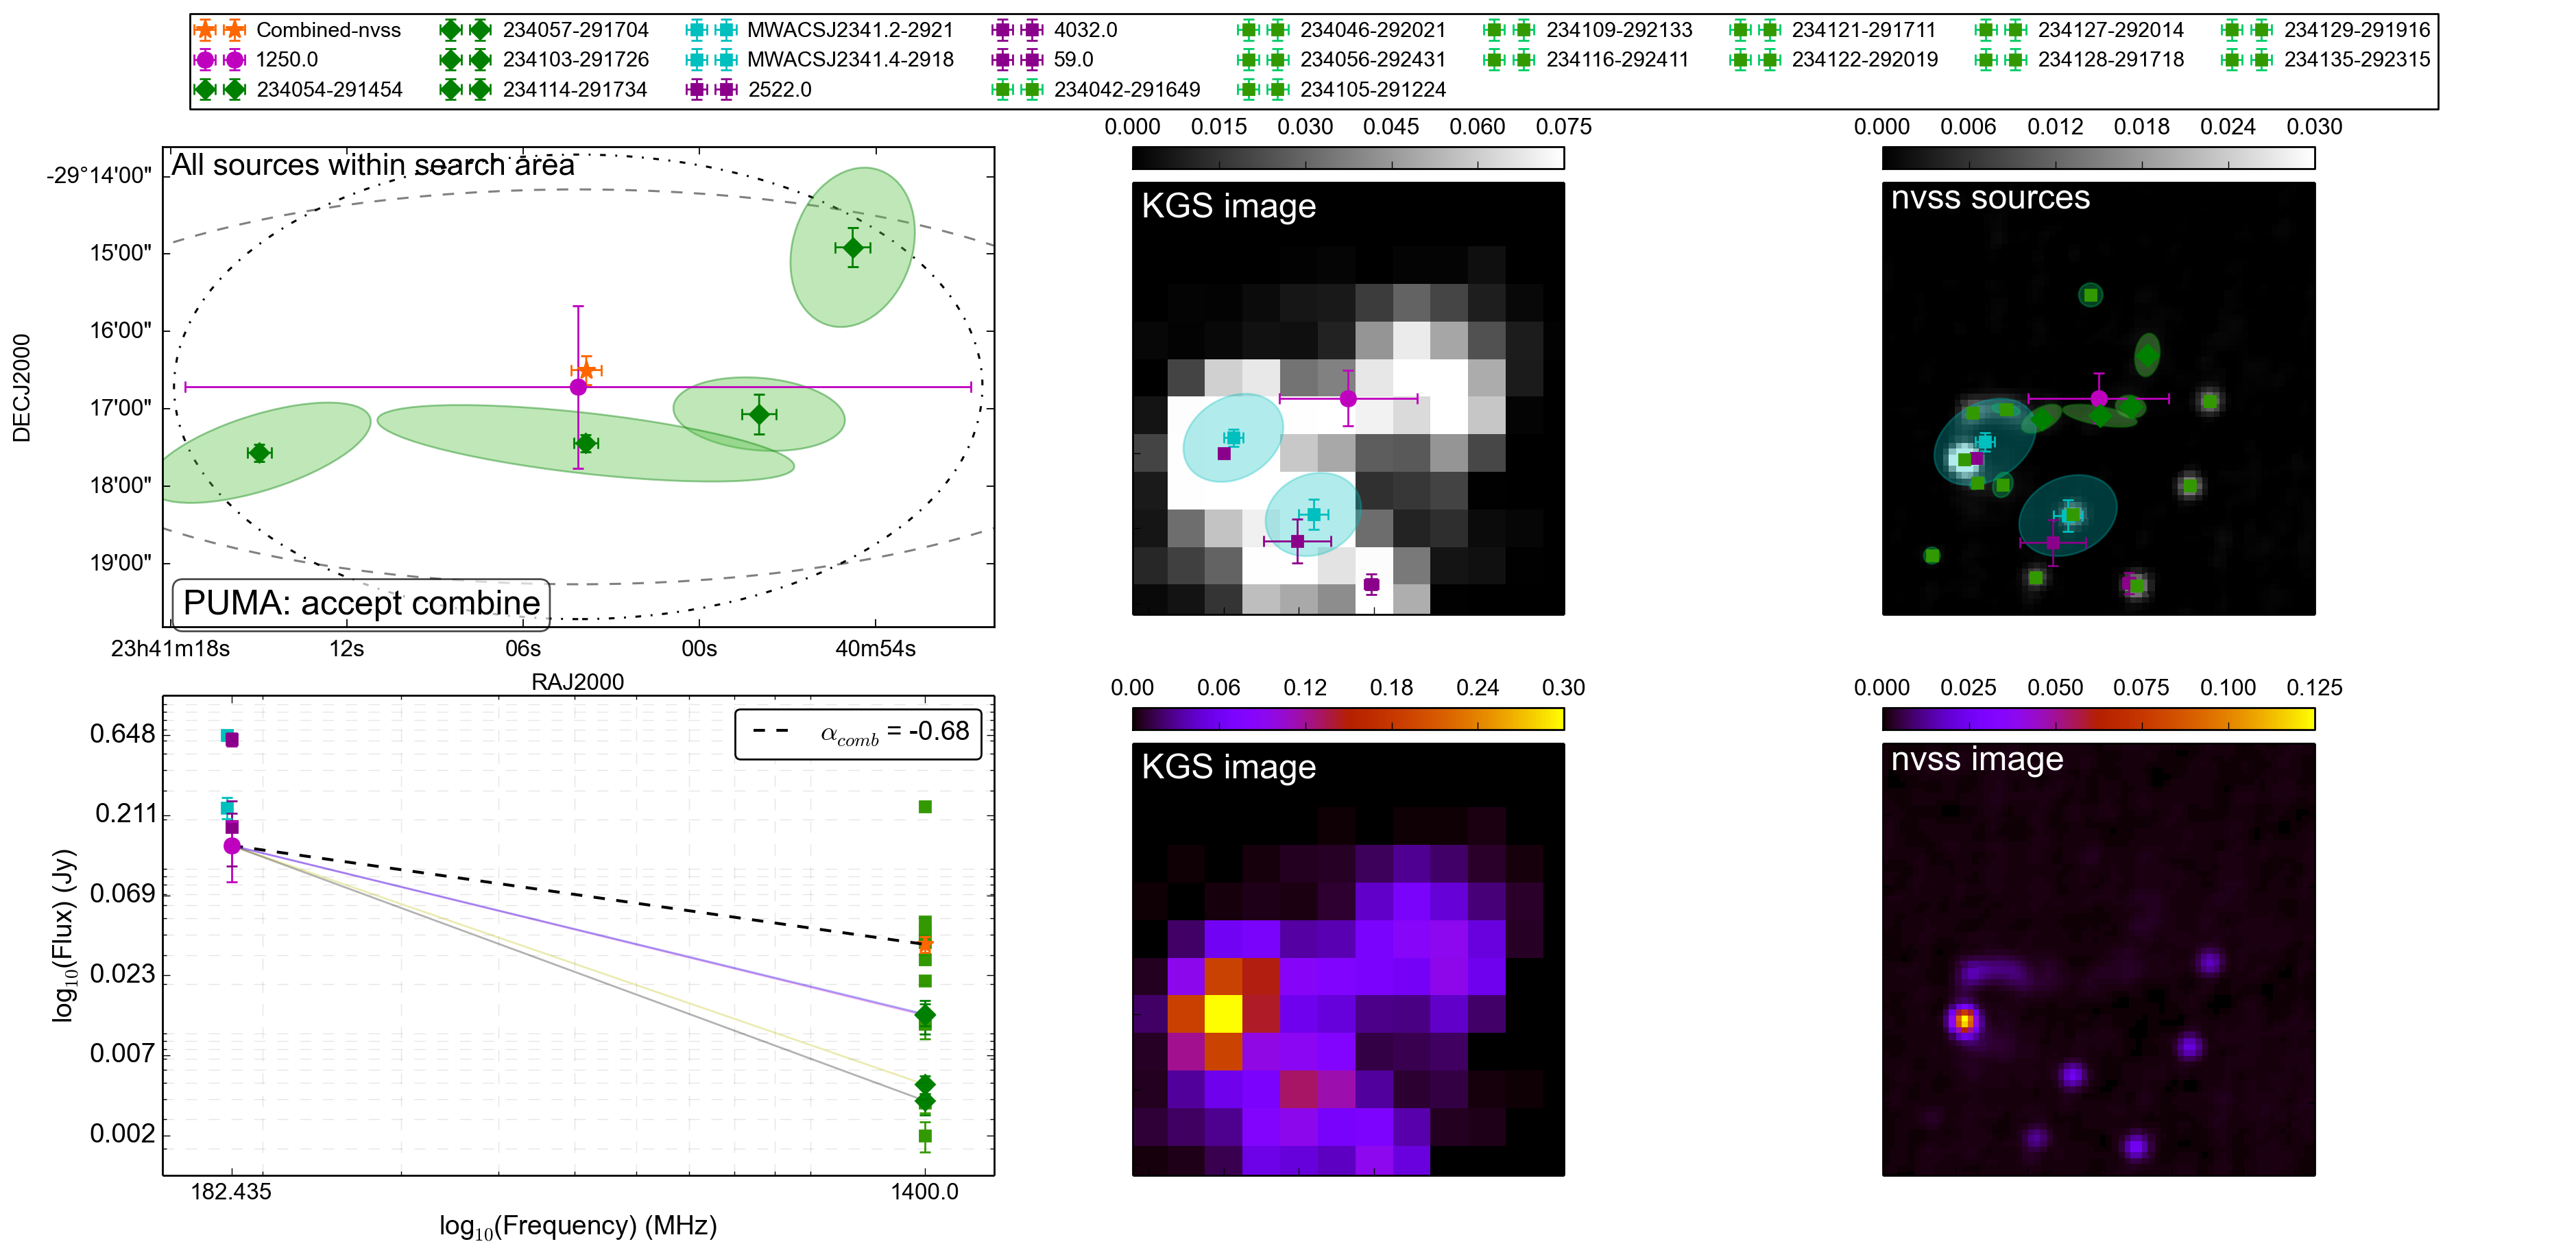 Combined-nvss 234057-291704 MWACSJ2341.2-2921 4032.0 234046-292021 234109-292133 234121-291711 234127-292014 234129-291916
1250.0 234103-291726 MWACSJ2341.4-2918 59.0 234056-292431 234116-292411 234122-292019 234128-291718 234135-292315
234054-291454 234114-291734 2522.0 234042-291649 234105-291224
0.000 0.015 0.030 0.045 0.060 0.075
0.000 0.006 0.012 0.018 0.024 0.030
All sources within search area
-29°14'00"
15'00"
16'00"
17'00"
18'00"
19'00"
DECJ2000
PUMA: accept combine
23h41m18s 12s 06s 00s 40m54s
RAJ2000
KGS image
nvss sources
0.00 0.06 0.12 0.18 0.24 0.30
0.000 0.025 0.050 0.075 0.100 0.125
α_comb = -0.68
0.648
0.211
0.069
0.023
0.007
0.002
log₁₀(Flux) (Jy)
182.435 1400.0
log₁₀(Frequency) (MHz)
KGS image
nvss image